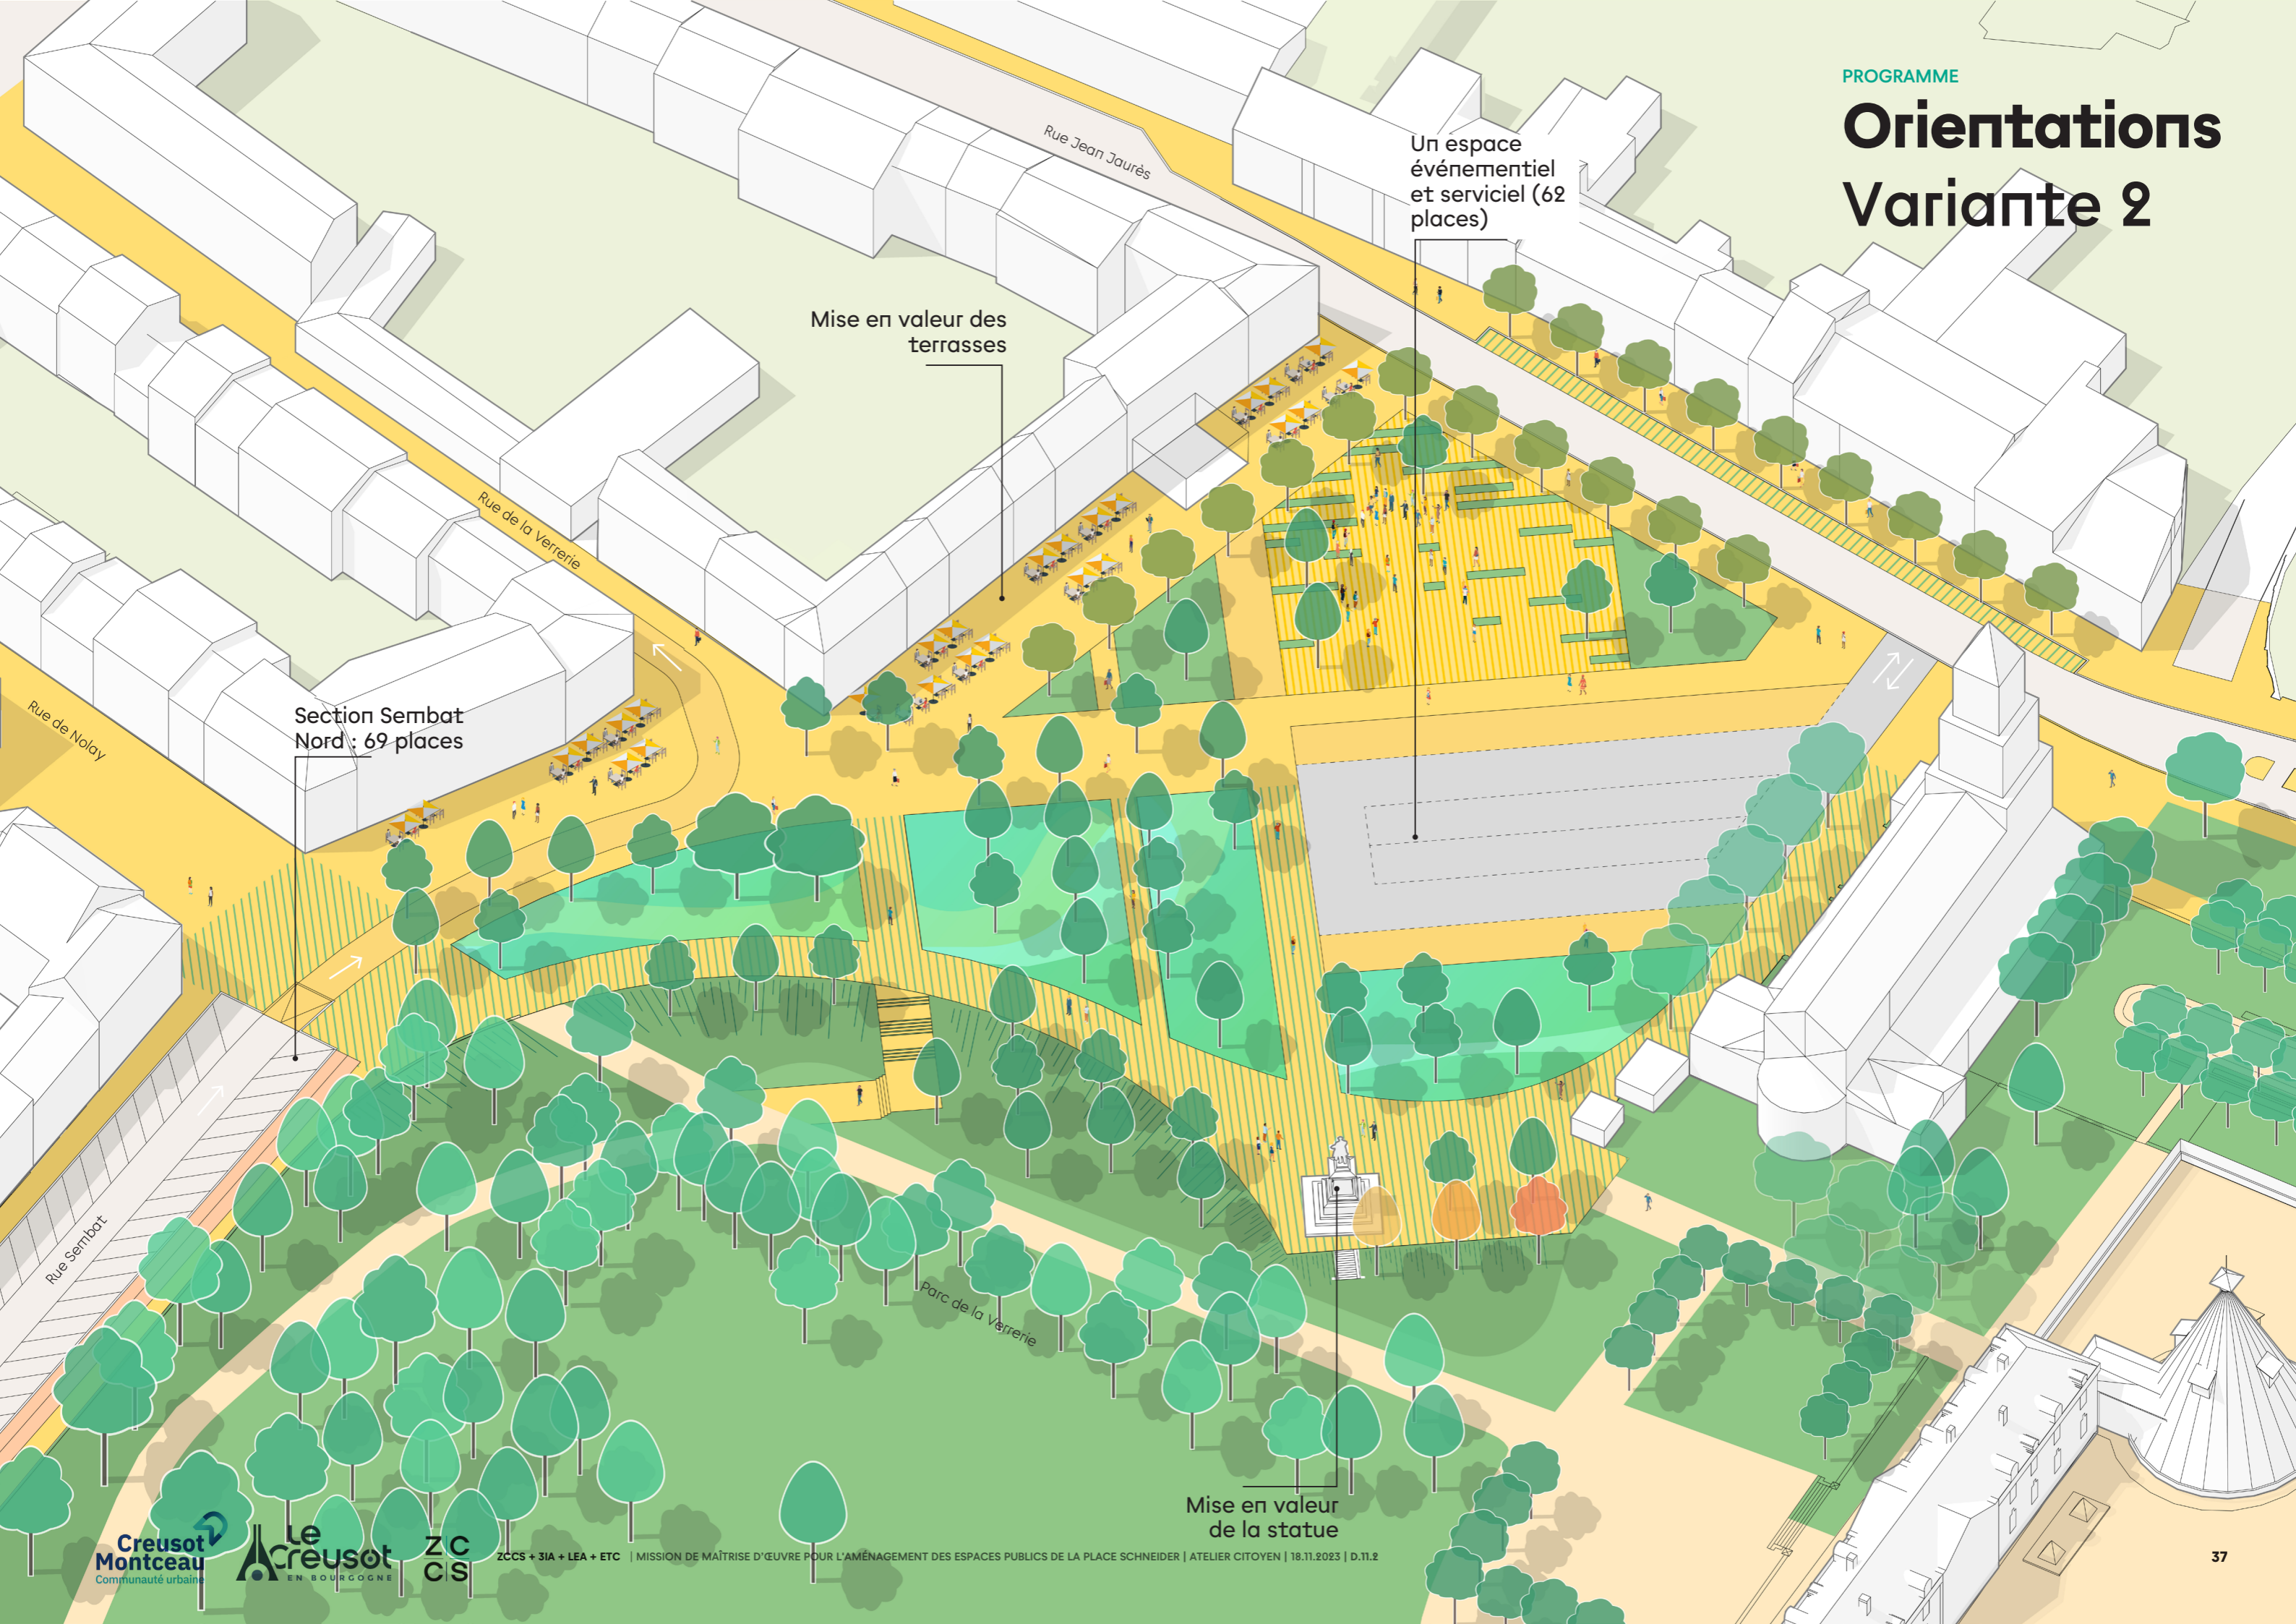 PROGRAMME
Orientations
Variante 2
Rue Jean Jaurès
Un espace
événementiel
et serviciel (62
places)
Mise en valeur des
terrasses
Rue de la Verrerie
Rue de Nolay
Section Sembat
Nord : 69 places
Rue Sembat
Parc de la Verrerie
Mise en valeur
de la statue
Creusot
Montceau
Communauté urbaine
Le
Creusot
EN BOURGOGNE
ZC
CS
ZCCS + 3IA + LEA + ETC | MISSION DE MAÎTRISE D'ŒUVRE POUR L'AMÉNAGEMENT DES ESPACES PUBLICS DE LA PLACE SCHNEIDER | ATELIER CITOYEN | 18.11.2023 | D.11.2
37